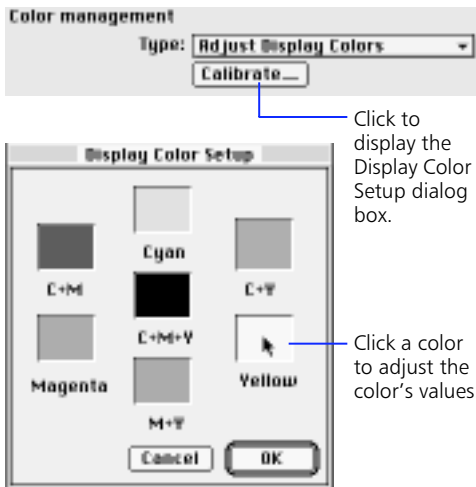 Color management
Type: Adjust Display Colors
Calibrate...
Click to
display the
Display Color
Setup dialog
box.
Display Color Setup
Cyan
C+M
C+Y
C+M+Y
Magenta
Yellow
M+Y
Click a color
to adjust the
color's values
Cancel
OK